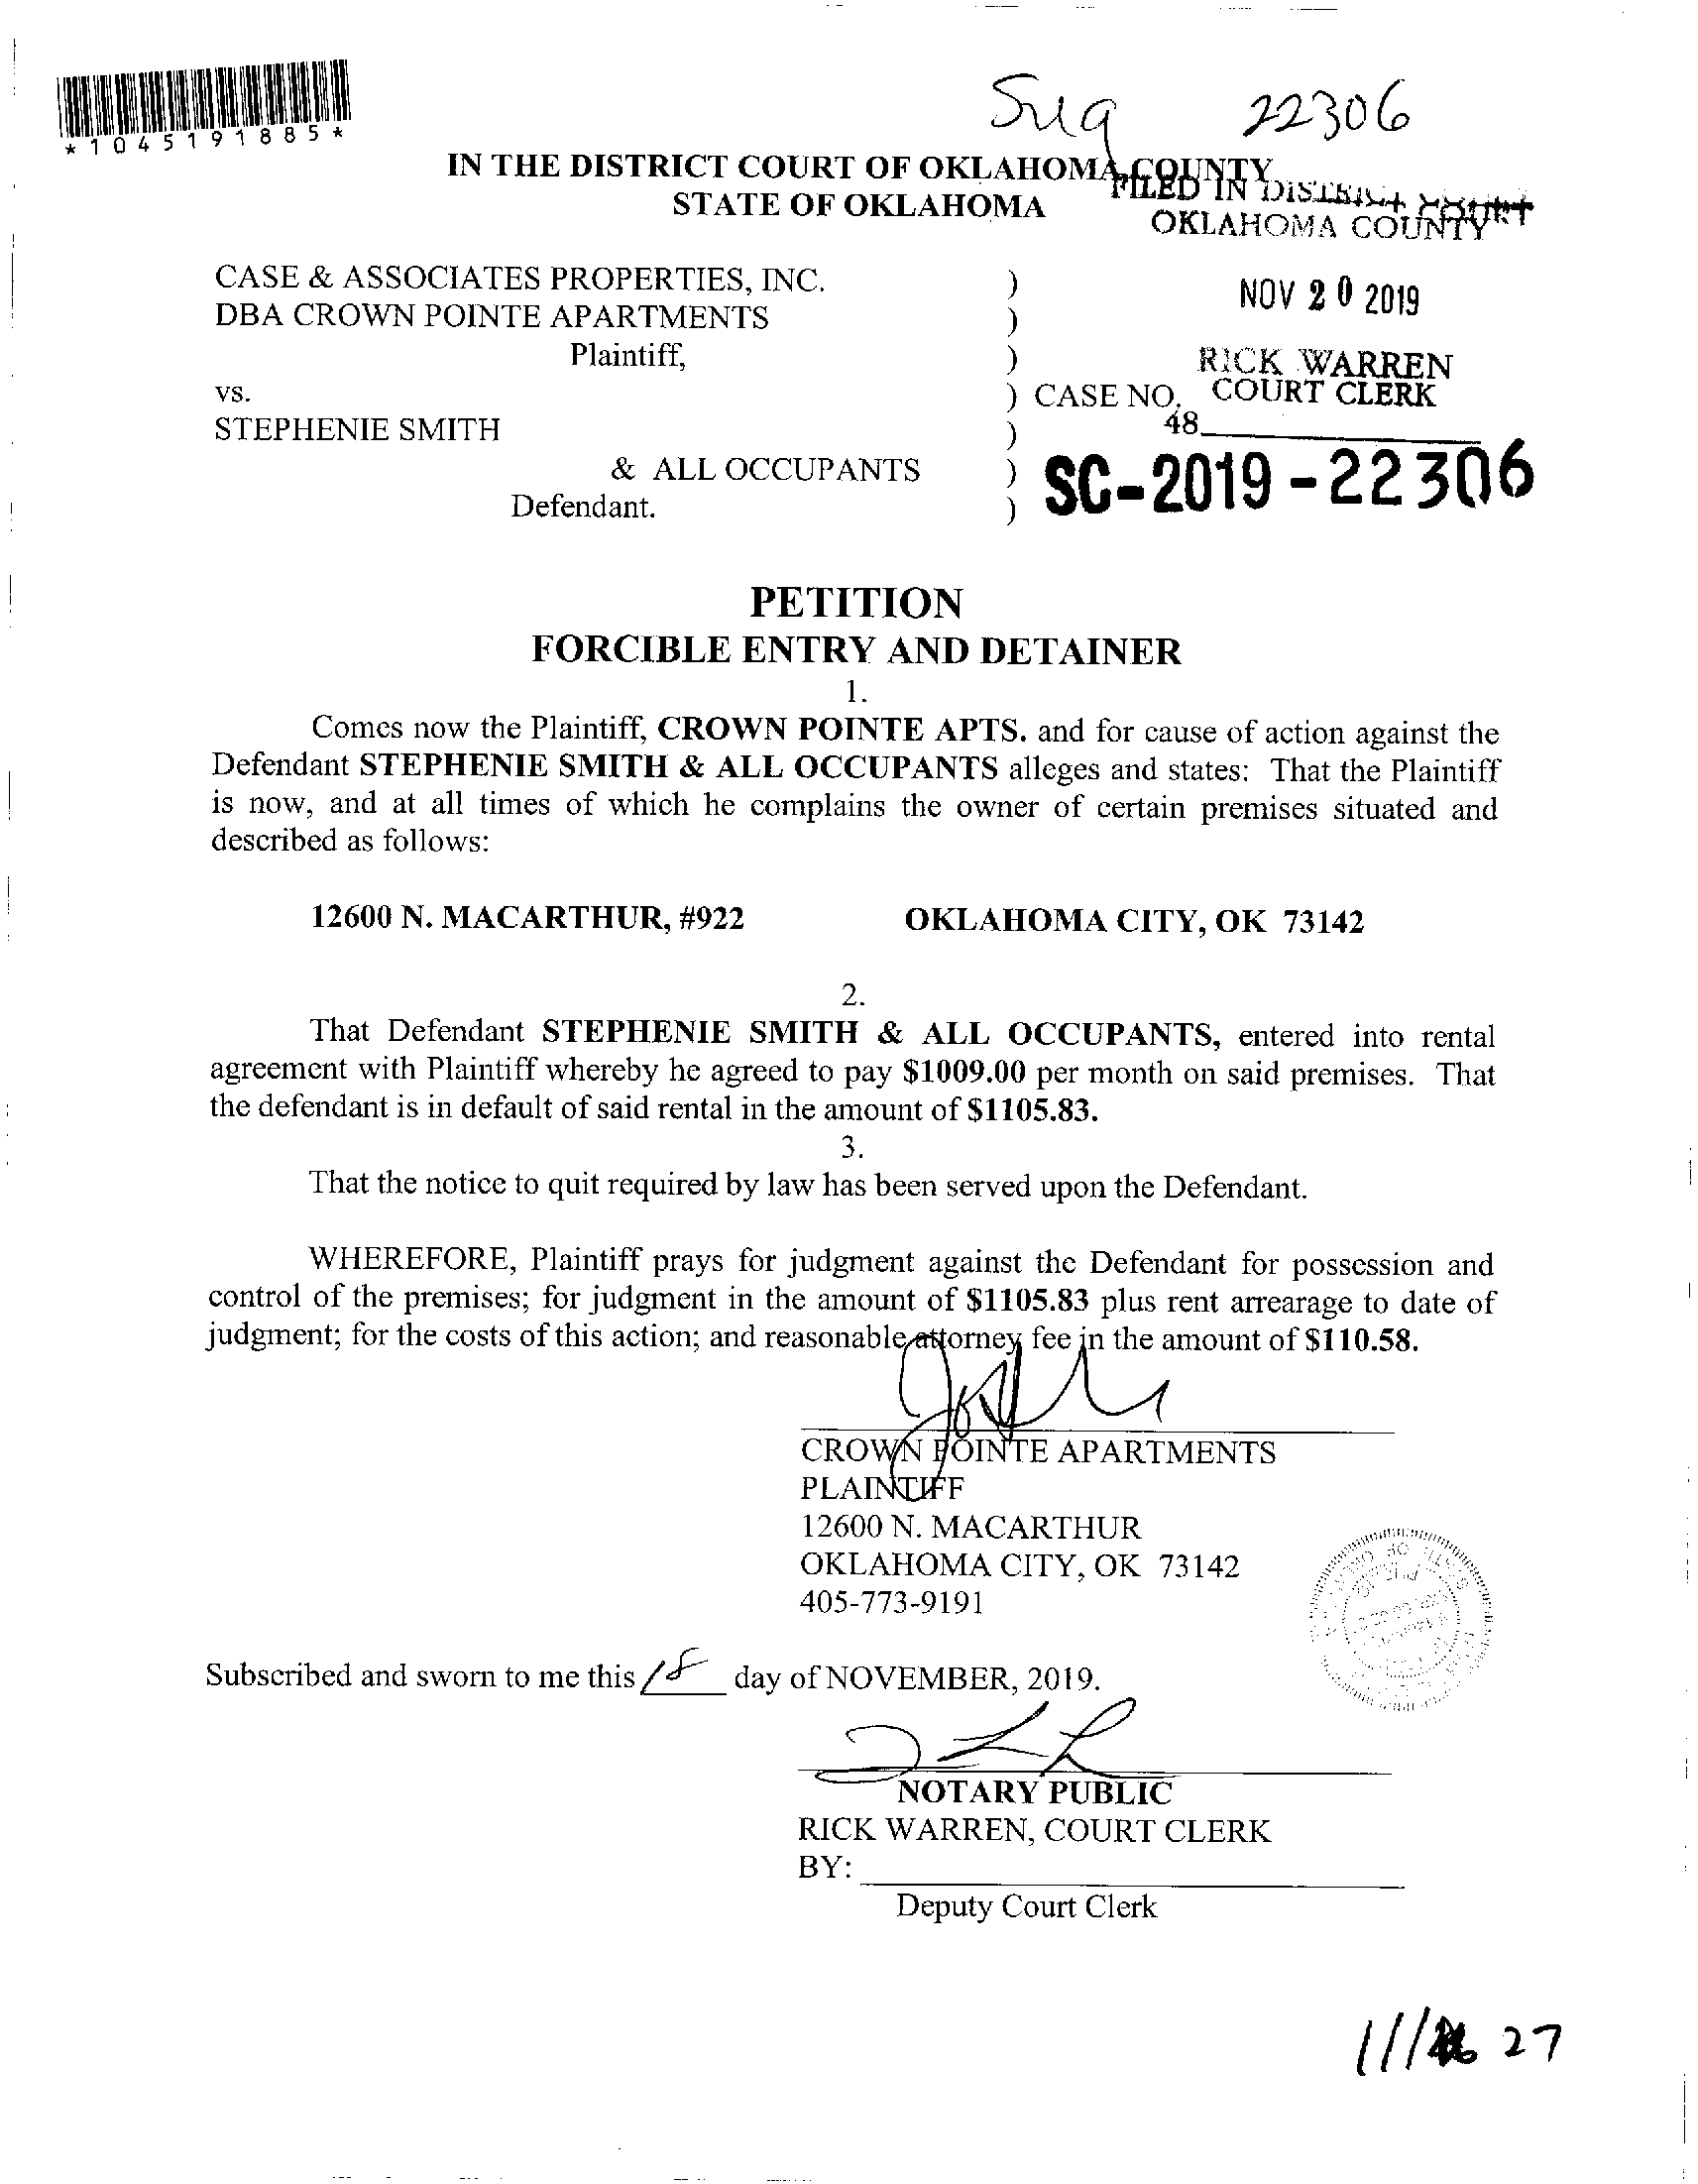 *1045191885*
22306
IN THE DISTRICT COURT OF OKLAHOMA COUNTY
STATE OF OKLAHOMA
FILED IN DISTRICT COURT
OKLAHOMA COUNTY
CASE & ASSOCIATES PROPERTIES, INC. )
DBA CROWN POINTE APARTMENTS )
NOV 20 2019
Plaintiff, )
RICK WARREN
vs. ) CASE NO.
COURT CLERK
STEPHENIE SMITH )
48
& ALL OCCUPANTS )
SC-2019-22306
Defendant. )
PETITION
FORCIBLE ENTRY AND DETAINER
1.
Comes now the Plaintiff, CROWN POINTE APTS. and for cause of action against the
Defendant STEPHENIE SMITH & ALL OCCUPANTS alleges and states: That the Plaintiff
is now, and at all times of which he complains the owner of certain premises situated and
described as follows:
12600 N. MACARTHUR, #922 OKLAHOMA CITY, OK 73142
2.
That Defendant STEPHENIE SMITH & ALL OCCUPANTS, entered into rental
agreement with Plaintiff whereby he agreed to pay $1009.00 per month on said premises. That
the defendant is in default of said rental in the amount of $1105.83.
3.
That the notice to quit required by law has been served upon the Defendant.
WHEREFORE, Plaintiff prays for judgment against the Defendant for possession and
control of the premises; for judgment in the amount of $1105.83 plus rent arrearage to date of
judgment; for the costs of this action; and reasonable attorney fee in the amount of $110.58.
CROWN POINTE APARTMENTS
PLAINTIFF
12600 N. MACARTHUR
OKLAHOMA CITY, OK 73142
405-773-9191
Subscribed and sworn to me this 18 day of NOVEMBER, 2019.
NOTARY PUBLIC
RICK WARREN, COURT CLERK
BY:
Deputy Court Clerk
27